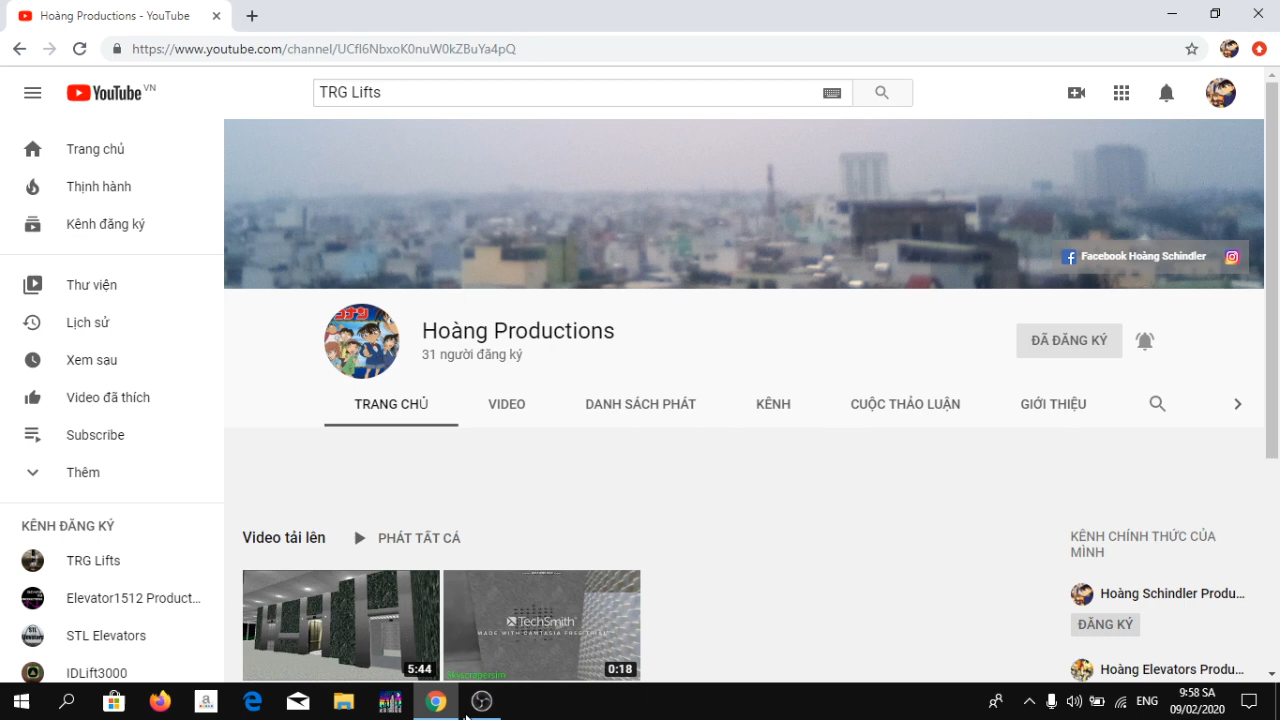 Hoàng Productions - YouTube
https://www.youtube.com/channel/UCfI6NbxoK0nuW0kZBuYa4pQ
YouTube VN
TRG Lifts
Trang chủ
Thịnh hành
Kênh đăng ký
Thư viện
Lịch sử
Xem sau
Video đã thích
Subscribe
Thêm
KÊNH ĐĂNG KÝ
TRG Lifts
Elevator1512 Product...
STL Elevators
IDLift3000
Facebook Hoàng Schindler
Hoàng Productions
31 người đăng ký
ĐÃ ĐĂNG KÝ
TRANG CHỦ
VIDEO
DANH SÁCH PHÁT
KÊNH
CUỘC THẢO LUẬN
GIỚI THIỆU
Video tải lên
PHÁT TẤT CẢ
5:44
TechSmith
MADE WITH CAMTASIA FREE TRIAL
Skyscrapersim
0:18
KÊNH CHÍNH THỨC CỦA
MÌNH
Hoàng Schindler Produ...
ĐĂNG KÝ
Hoàng Elevators Produ...
ENG
9:58 SA
09/02/2020